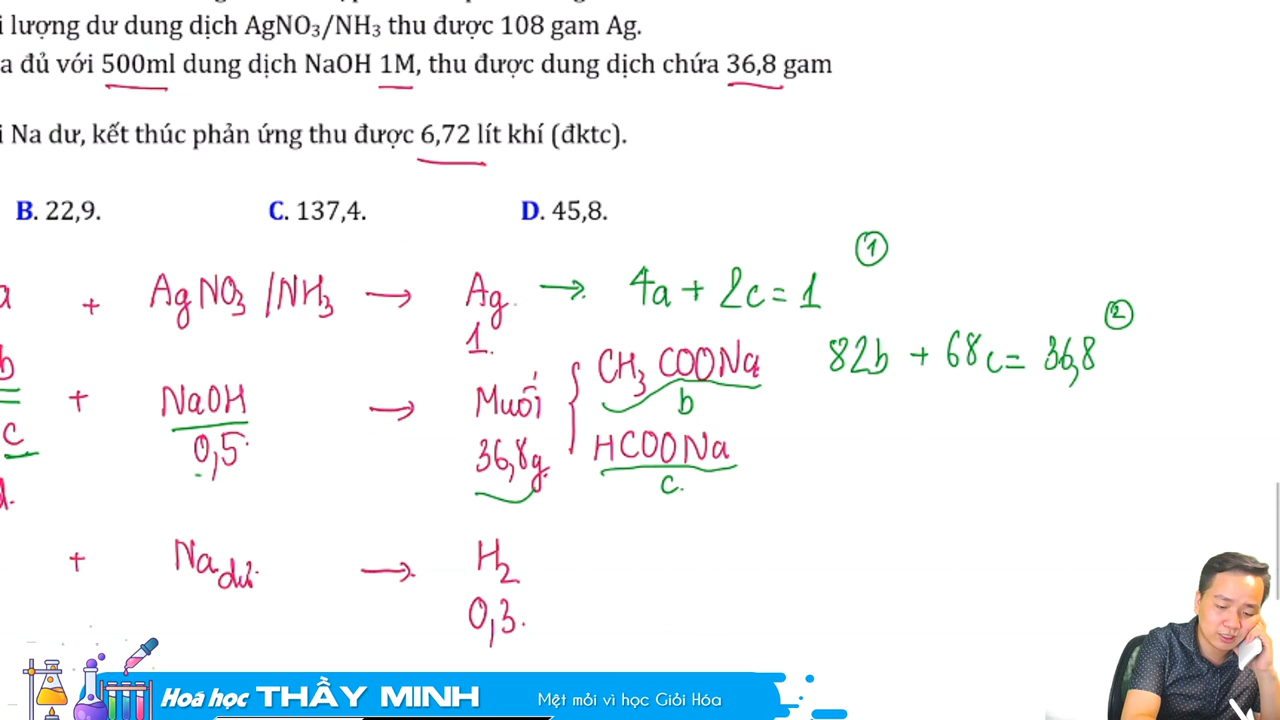 i lượng dư dung dịch AgNO₃/NH₃ thu được 108 gam Ag.
a đủ với 500ml dung dịch NaOH 1M, thu được dung dịch chứa 36,8 gam
i Na dư, kết thúc phản ứng thu được 6,72 lít khí (đktc).
B. 22,9. C. 137,4. D. 45,8.
a + AgNO₃/NH₃ → Ag → 4a + 2c = 1 ①
1.
b + NaOH → Muối { CH₃COONa 82b + 68c = 36,8 ②
b
c 0,5 36,8g HCOONa
c.
d.
+ Na dư → H₂
0,3.
Hoá học THẦY MINH Mệt mỏi vì học Giỏi Hóa